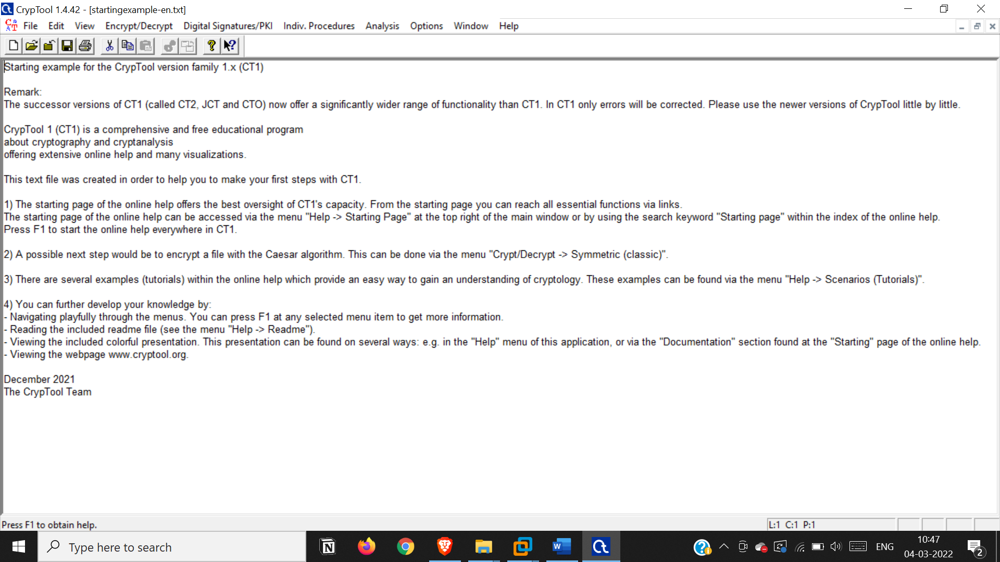 CrypTool 1.4.42 - [startingexample-en.txt]
File Edit View Encrypt/Decrypt Digital Signatures/PKI Indiv. Procedures Analysis Options Window Help
Starting example for the CrypTool version family 1.x (CT1)
Remark:
The successor versions of CT1 (called CT2, JCT and CTO) now offer a significantly wider range of functionality than CT1. In CT1 only errors will be corrected. Please use the newer versions of CrypTool little by little.
CrypTool 1 (CT1) is a comprehensive and free educational program
about cryptography and cryptanalysis
offering extensive online help and many visualizations.
This text file was created in order to help you to make your first steps with CT1.
1) The starting page of the online help offers the best oversight of CT1's capacity. From the starting page you can reach all essential functions via links.
The starting page of the online help can be accessed via the menu "Help -> Starting Page" at the top right of the main window or by using the search keyword "Starting page" within the index of the online help.
Press F1 to start the online help everywhere in CT1.
2) A possible next step would be to encrypt a file with the Caesar algorithm. This can be done via the menu "Crypt/Decrypt -> Symmetric (classic)".
3) There are several examples (tutorials) within the online help which provide an easy way to gain an understanding of cryptology. These examples can be found via the menu "Help -> Scenarios (Tutorials)".
4) You can further develop your knowledge by:
- Navigating playfully through the menus. You can press F1 at any selected menu item to get more information.
- Reading the included readme file (see the menu "Help -> Readme").
- Viewing the included colorful presentation. This presentation can be found on several ways: e.g. in the "Help" menu of this application, or via the "Documentation" section found at the "Starting" page of the online help.
- Viewing the webpage www.cryptool.org.
December 2021
The CrypTool Team
Press F1 to obtain help.
L:1 C:1 P:1
Type here to search
ENG
10:47
04-03-2022
2